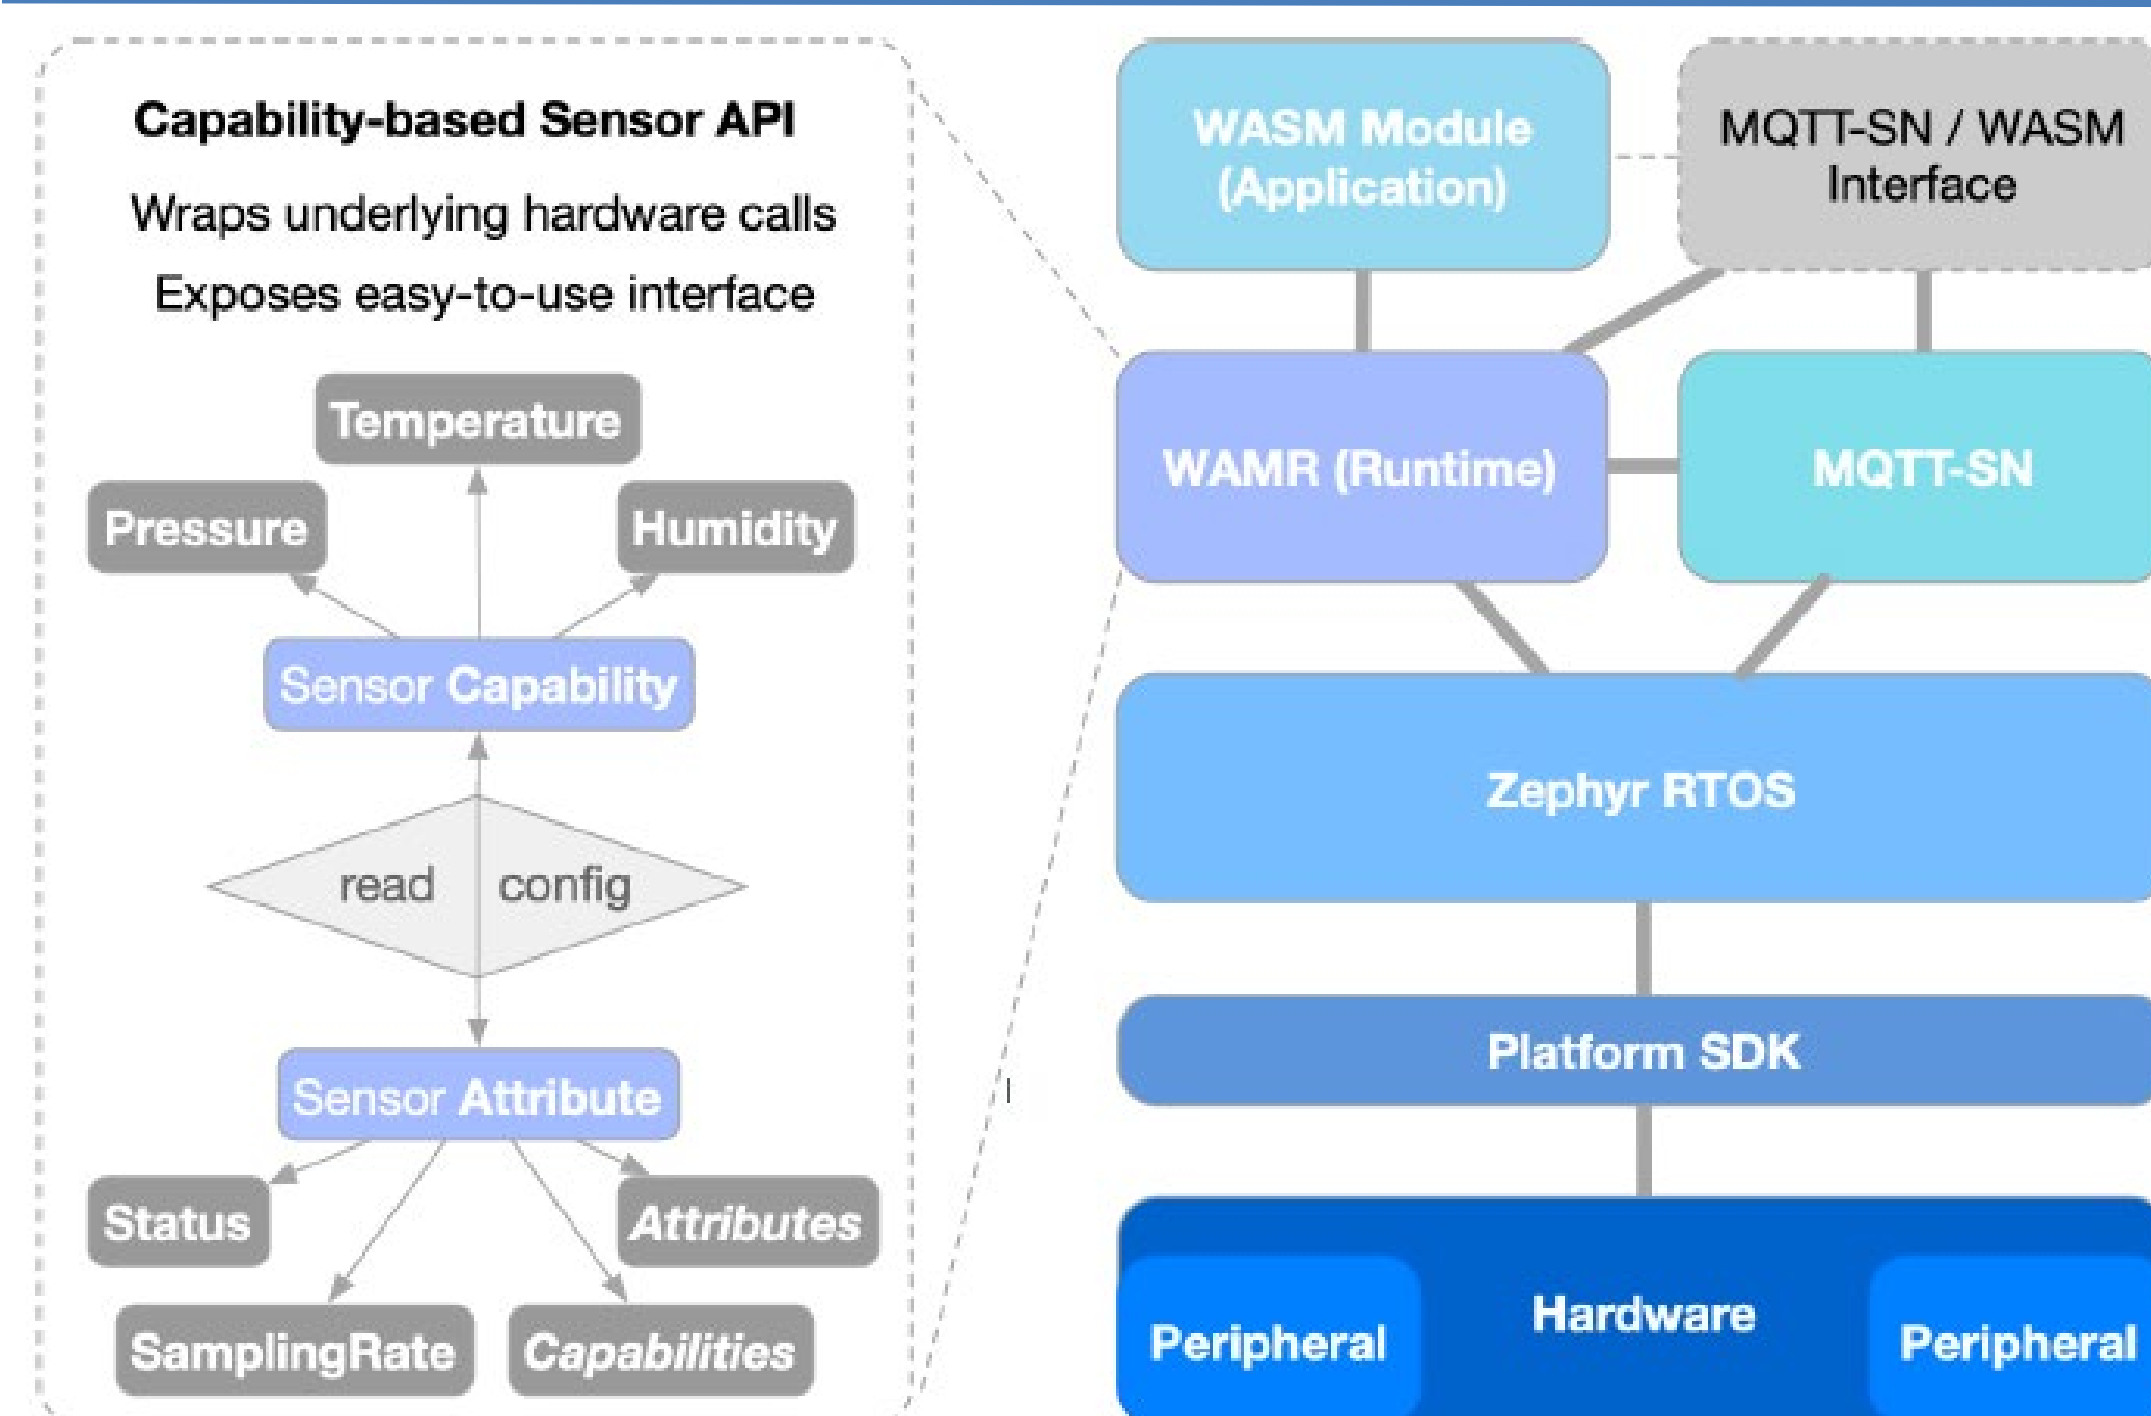 Capability-based Sensor API
Wraps underlying hardware calls
Exposes easy-to-use interface
Temperature
Pressure
Humidity
Sensor Capability
read
config
Sensor Attribute
Status
Attributes
SamplingRate
Capabilities
WASM Module
(Application)
MQTT-SN / WASM
Interface
WAMR (Runtime)
MQTT-SN
Zephyr RTOS
Platform SDK
Hardware
Peripheral
Peripheral